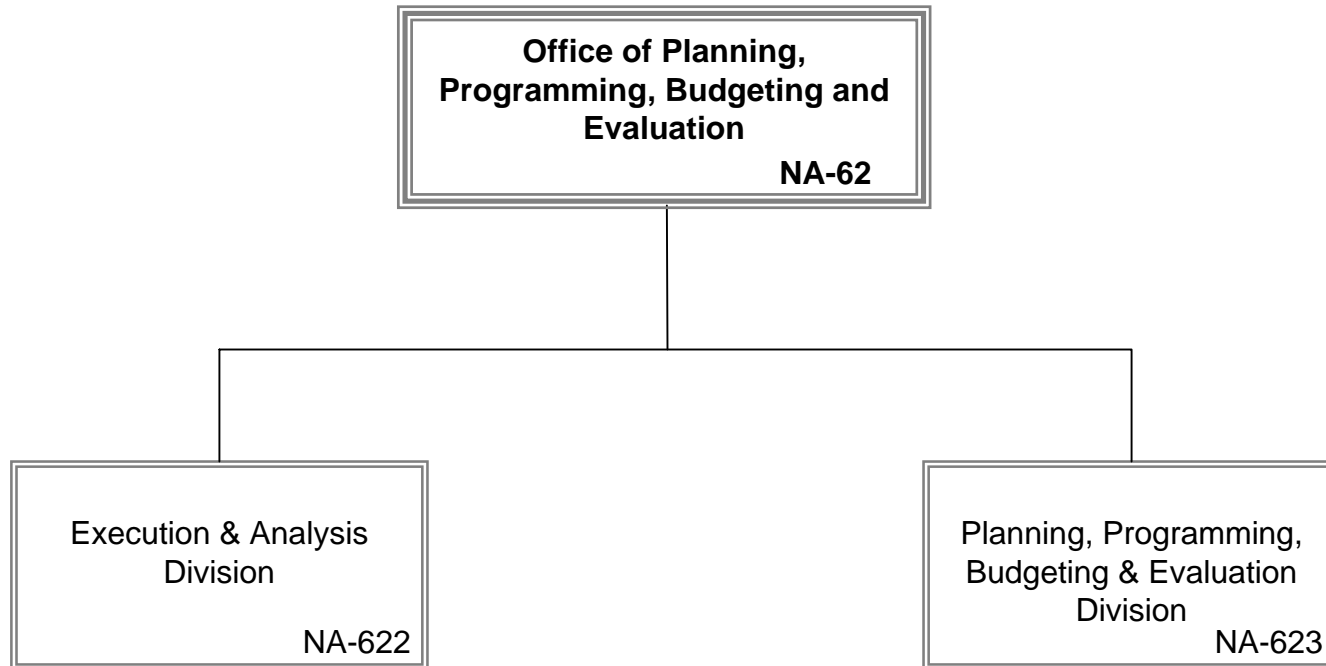 Office of Planning,
Programming, Budgeting and
Evaluation
NA-62
Execution & Analysis
Division
NA-622
Planning, Programming,
Budgeting & Evaluation
Division
NA-623